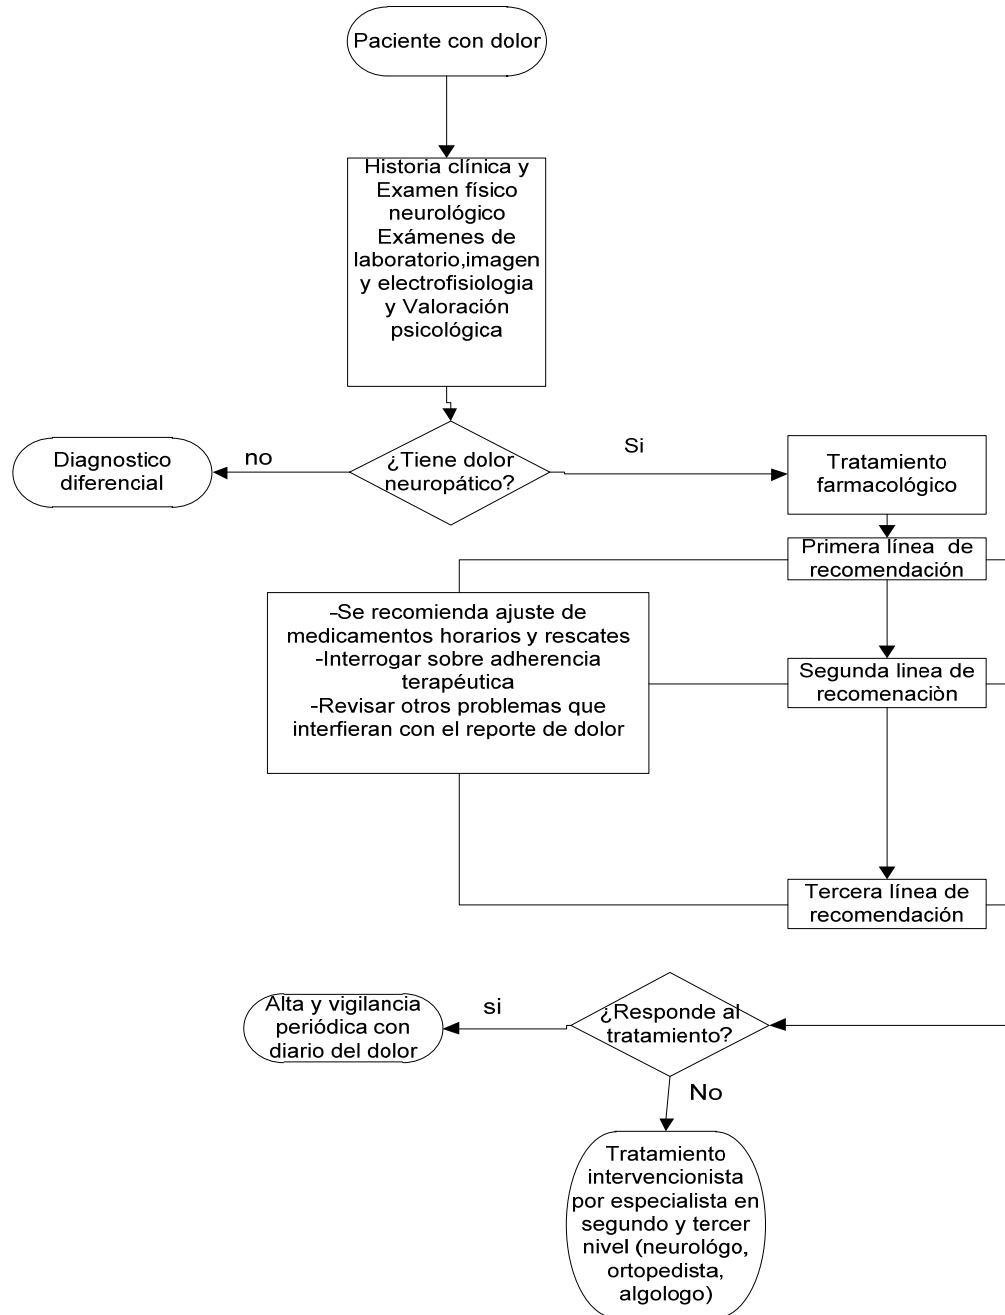 Paciente con dolor
Historia clínica y
Examen físico
neurológico
Exámenes de
laboratorio,imagen
y electrofisiologia
y Valoración
psicológica
¿Tiene dolor
neuropático?
no
Diagnostico
diferencial
Si
Tratamiento
farmacológico
Primera línea de
recomendación
-Se recomienda ajuste de
medicamentos horarios y rescates
-Interrogar sobre adherencia
terapéutica
-Revisar otros problemas que
interfieran con el reporte de dolor
Segunda linea de
recomenaciòn
Tercera línea de
recomendación
¿Responde al
tratamiento?
si
Alta y vigilancia
periódica con
diario del dolor
No
Tratamiento
intervencionista
por especialista en
segundo y tercer
nivel (neurológo,
ortopedista,
algologo)